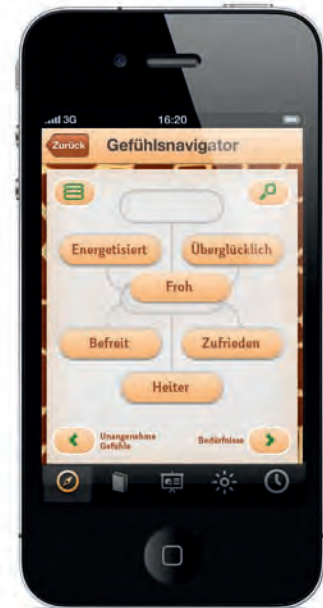 3G
16:20
Zurück
Gefühlsnavigator
Energetisiert
Überglücklich
Froh
Befreit
Zufrieden
Heiter
Unangenehme
Gefühle
Bedürfnisse